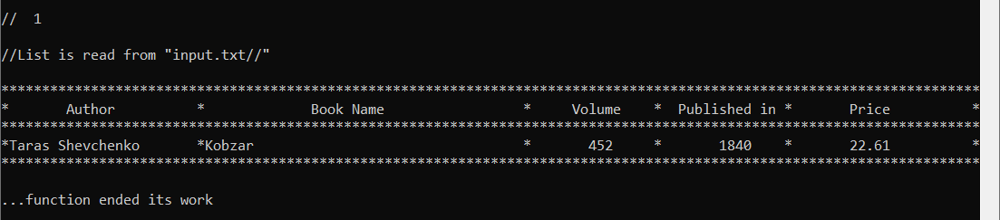 //  1
//List is read from "input.txt//"
************************************************************************************************************************
*       Author          *             Book Name                 *     Volume    *  Published in *       Price          *
************************************************************************************************************************
*Taras Shevchenko       *Kobzar                                 *       452     *       1840    *       22.61          *
************************************************************************************************************************
...function ended its work